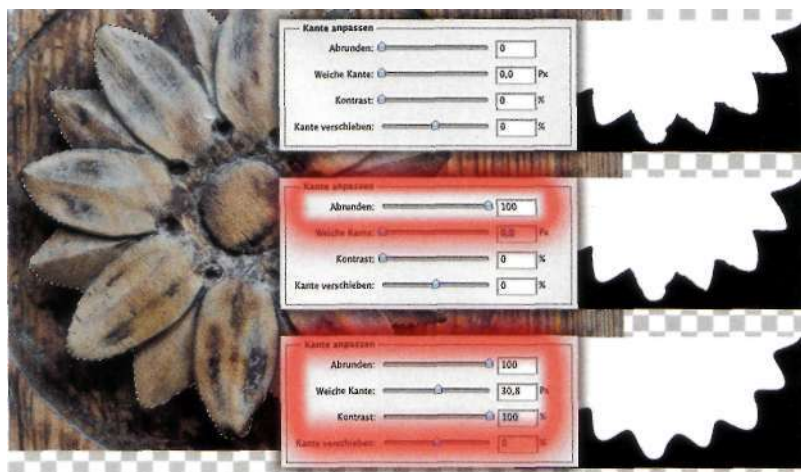 Kante anpassen
Abrunden: 0
Weiche Kante: 0,0 Px
Kontrast: 0 %
Kante verschieben: 0 %
Kante anpassen
Abrunden: 100
Weiche Kante: 0,0 Px
Kontrast: 0 %
Kante verschieben: 0 %
Kante anpassen
Abrunden: 100
Weiche Kante: 30,8 Px
Kontrast: 100 %
Kante verschieben: 0 %